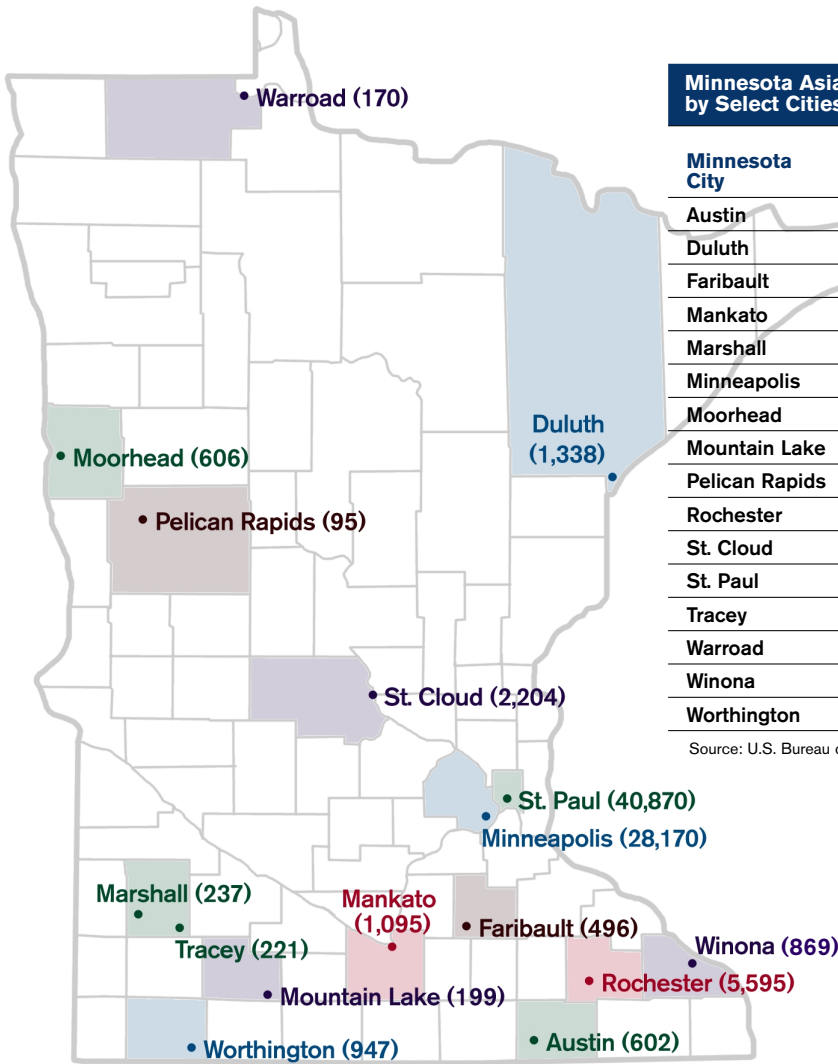 Warroad (170)
Moorhead (606)
Pelican Rapids (95)
Duluth
(1,338)
St. Cloud (2,204)
St. Paul (40,870)
Minneapolis (28,170)
Marshall (237)
Tracey (221)
Mankato
(1,095)
Faribault (496)
Winona (869)
Rochester (5,595)
Mountain Lake (199)
Worthington (947)
Austin (602)
Minnesota Asia
by Select Cities
Minnesota
City
Austin
Duluth
Faribault
Mankato
Marshall
Minneapolis
Moorhead
Mountain Lake
Pelican Rapids
Rochester
St. Cloud
St. Paul
Tracey
Warroad
Winona
Worthington
Source: U.S. Bureau o